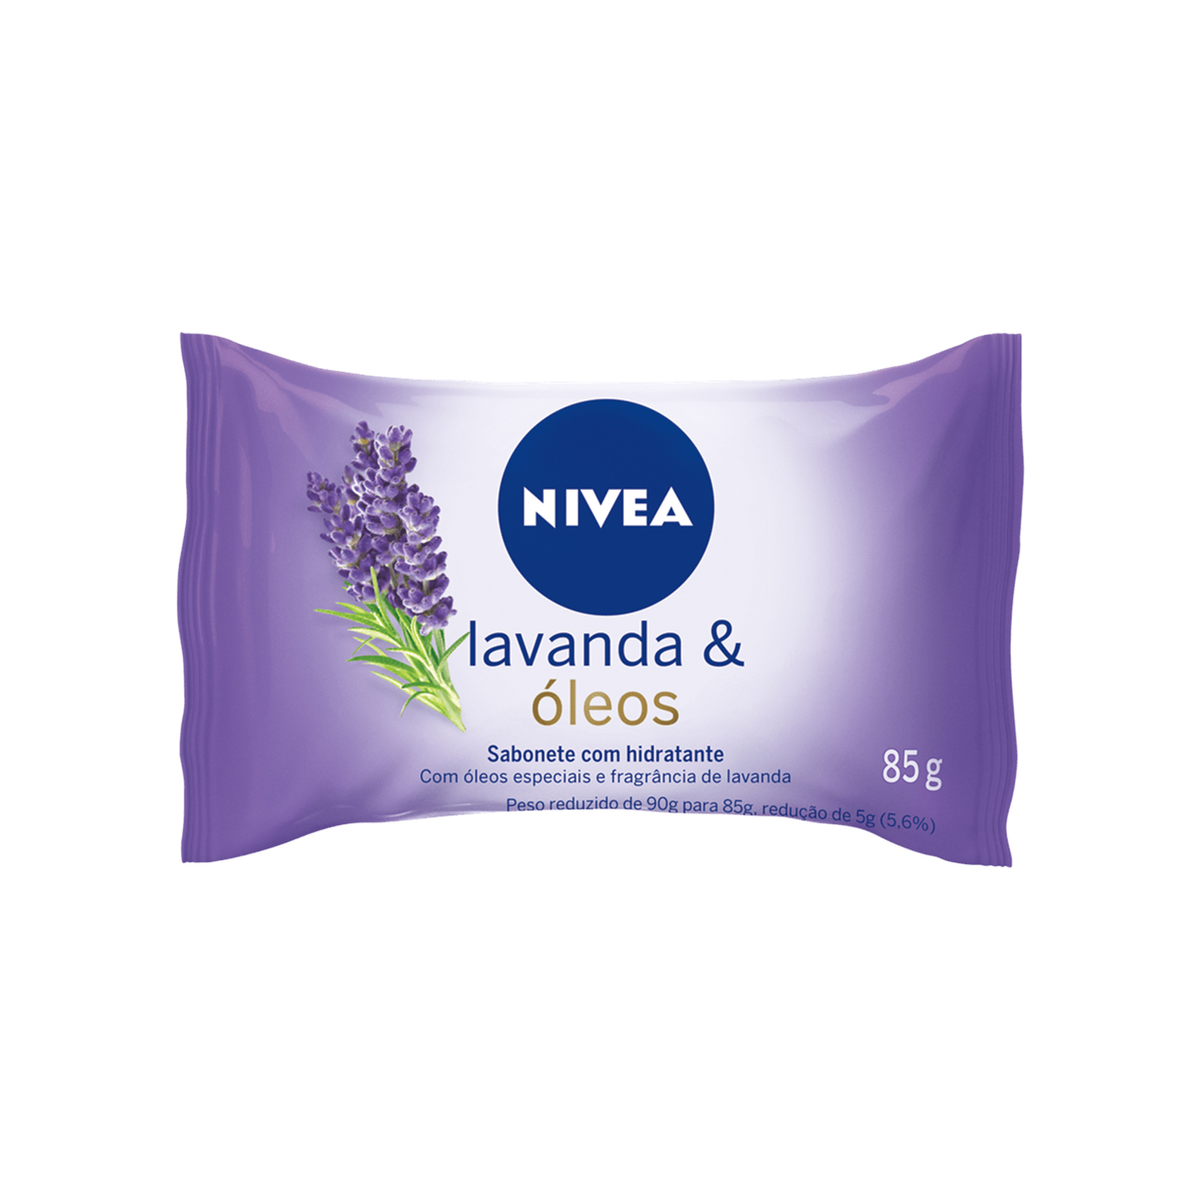 NIVEA
lavanda &
óleos
Sabonete com hidratante
Com óleos especiais e fragrância de lavanda
85 g
Peso reduzido de 90g para 85g, redução de 5g (5,6%)